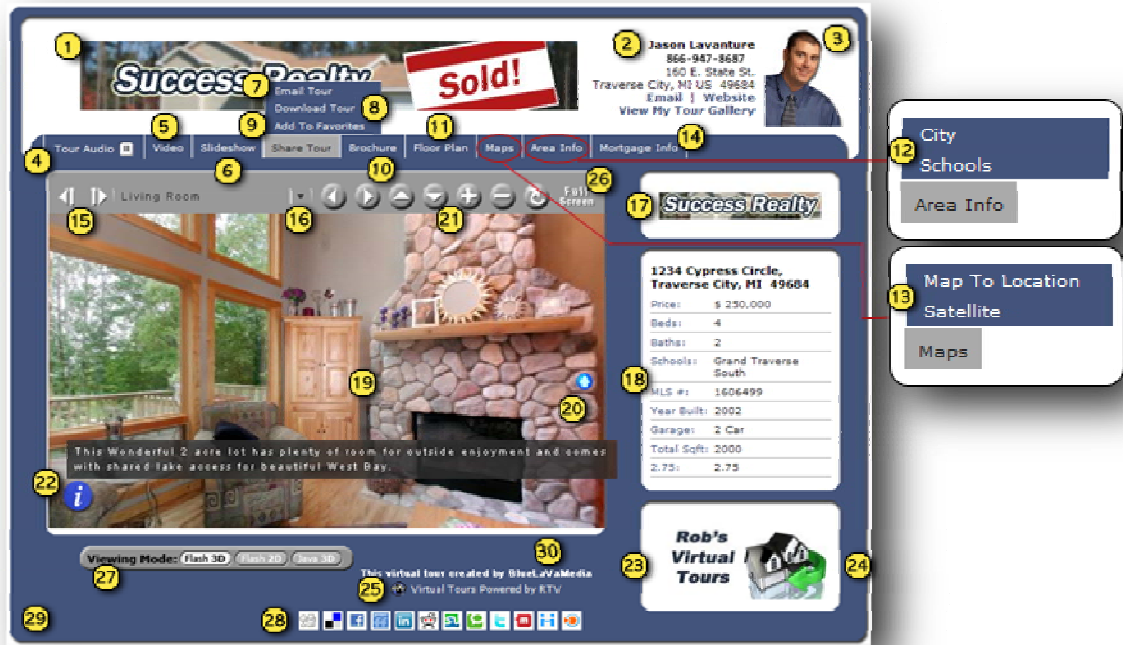 1
Success Realty
Sold!
2
Jason Lavanture
866-947-8687
160 E. State St.
Traverse City, MI US 49684
Email | Website
View My Tour Gallery
3
7
Email Tour
Download Tour
8
9
Add To Favorites
4
Tour Audio
5
Video
Slideshow
6
Share Tour
Brochure
10
11
Floor Plan
Maps
Area Info
Mortgage Info
14
12
City
Schools
Area Info
13
Map To Location
Satellite
Maps
15
Living Room
16
21
26
Full
Screen
17
Success Realty
18
1234 Cypress Circle,
Traverse City, MI 49684
Price: $ 250,000
Beds: 4
Baths: 2
Schools: Grand Traverse
South
MLS #: 1606499
Year Built: 2002
Garage: 2 Car
Total Sqft: 2000
2.75: 2.75
19
20
This Wonderful 2 acre lot has plenty of room for outside enjoyment and comes
with shared lake access for beautiful West Bay.
22
i
23
Rob's
Virtual
Tours
24
27
Viewing Mode: Flash 3D Flash 2D Java 3D
30
This virtual tour created by BlueLaVaMedia
25
Virtual Tours Powered by RTV
28
29